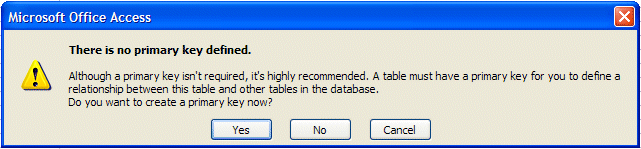 Microsoft Office Access
There is no primary key defined.
Although a primary key isn't required, it's highly recommended. A table must have a primary key for you to define a
relationship between this table and other tables in the database.
Do you want to create a primary key now?
Yes No Cancel